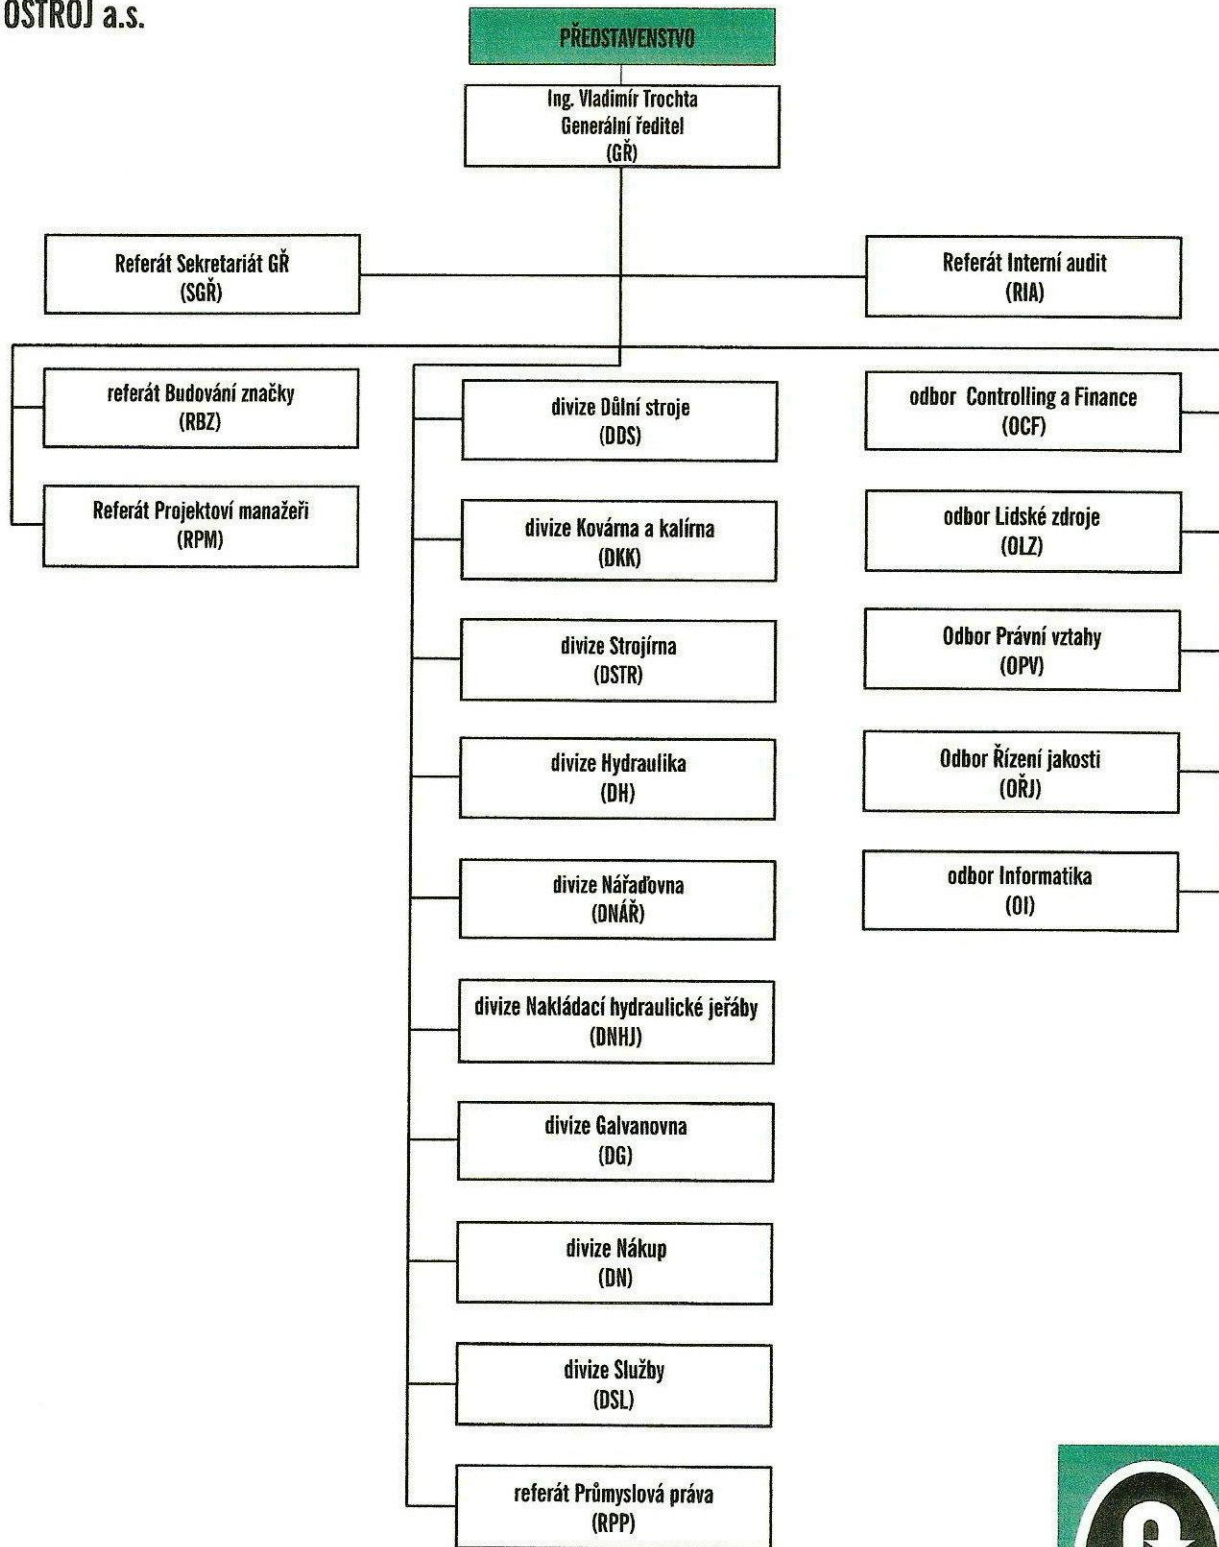 OSTROJ a.s.
PŘEDSTAVENSTVO
Ing. Vladimír Trochta
Generální ředitel
(GŘ)
Referát Sekretariát GŘ
(SGŘ)
Referát Interní audit
(RIA)
referát Budování značky
(RBZ)
Referát Projektoví manažeři
(RPM)
divize Důlní stroje
(DDS)
divize Kovárna a kalírna
(DKK)
divize Strojírna
(DSTR)
divize Hydraulika
(DH)
divize Nářaďovna
(DNÁŘ)
divize Nakládací hydraulické jeřáby
(DNHJ)
divize Galvanovna
(DG)
divize Nákup
(DN)
divize Služby
(DSL)
referát Průmyslová práva
(RPP)
odbor Controlling a Finance
(OCF)
odbor Lidské zdroje
(OLZ)
Odbor Právní vztahy
(OPV)
Odbor Řízení jakosti
(OŘJ)
odbor Informatika
(OI)